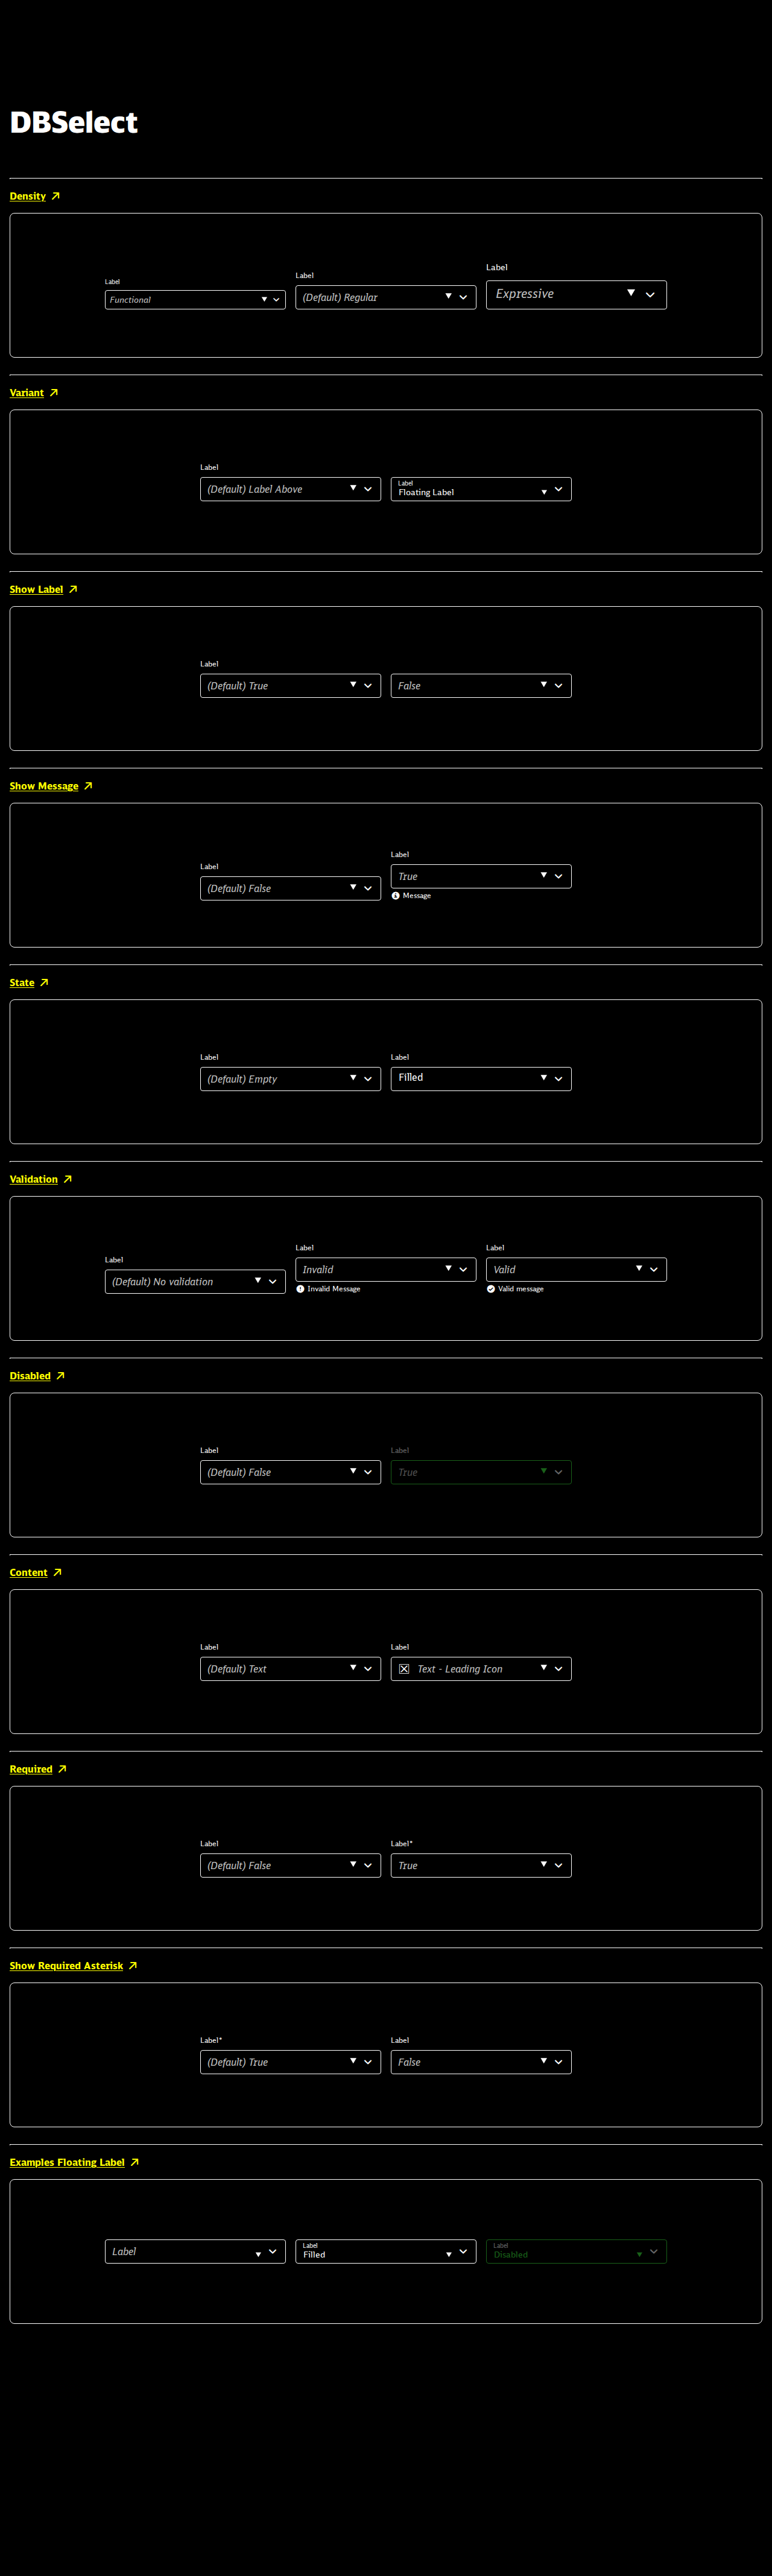 DBSelect
Density
Label
Label
Label
Functional
(Default) Regular
Expressive
Variant
Label
(Default) Label Above
Label
Floating Label
Show Label
Label
(Default) True
False
Show Message
Label
Label
(Default) False
True
Message
State
Label
Label
(Default) Empty
Filled
Validation
Label
Label
Label
(Default) No validation
Invalid
Valid
Invalid Message
Valid message
Disabled
Label
Label
(Default) False
True
Content
Label
Label
(Default) Text
Text - Leading Icon
Required
Label
Label*
(Default) False
True
Show Required Asterisk
Label*
Label
(Default) True
False
Examples Floating Label
Label
Label
Filled
Label
Disabled